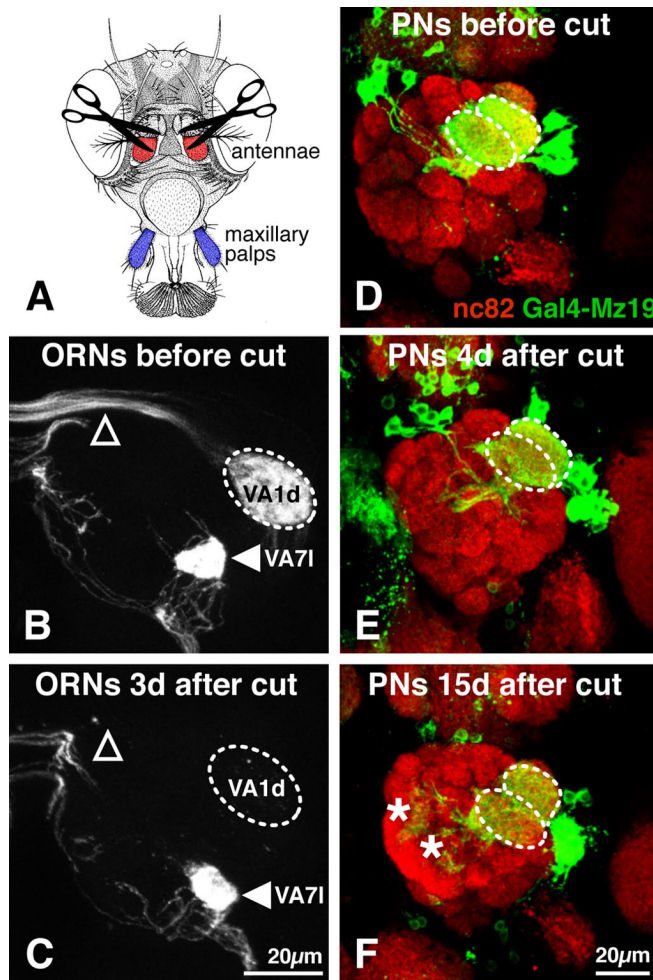 antennae
maxillary
palps
A
ORNs before cut
VA1d
VA7l
B
ORNs 3d after cut
VA1d
VA7l
C
20µm
PNs before cut
D
nc82 Gal4-Mz19
PNs 4d after cut
E
PNs 15d after cut
* *
F
20µm